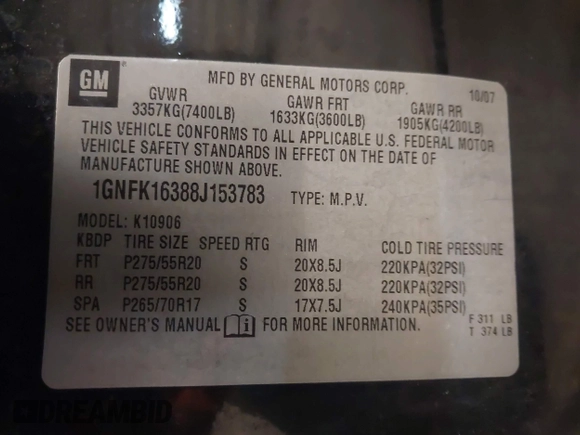 GM
MFD BY GENERAL MOTORS CORP.
10/07
GVWR GAWR FRT GAWR RR
3357KG(7400LB) 1633KG(3600LB) 1905KG(4200LB)
THIS VEHICLE CONFORMS TO ALL APPLICABLE U.S. FEDERAL MOTOR
VEHICLE SAFETY STANDARDS IN EFFECT ON THE DATE OF
MANUFACTURE SHOWN ABOVE.
1GNFK16388J153783 TYPE: M.P.V.
MODEL: K10906
KBDP TIRE SIZE SPEED RTG RIM COLD TIRE PRESSURE
FRT P275/55R20 S 20X8.5J 220KPA(32PSI)
RR P275/55R20 S 20X8.5J 220KPA(32PSI)
SPA P265/70R17 S 17X7.5J 240KPA(35PSI)
SEE OWNER'S MANUAL i FOR MORE INFORMATION.
F 311 LB
T 374 LB
DREAMBID